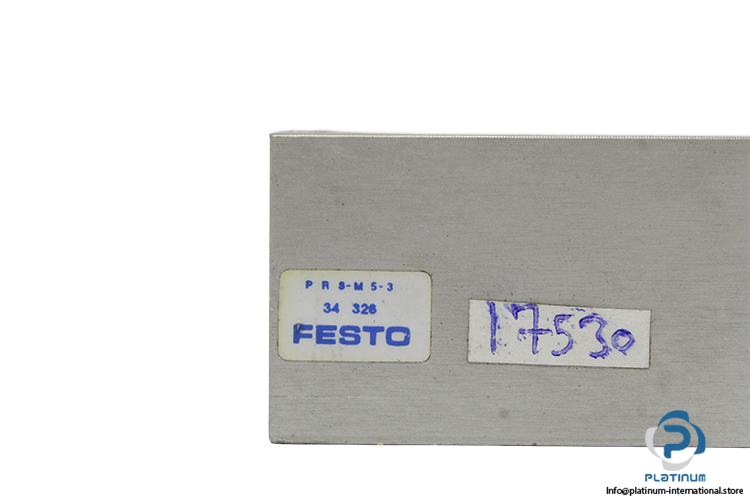 P R S-M 5-3
34 326
FESTO
17530
PLATINUM
Info@platinum-international.store